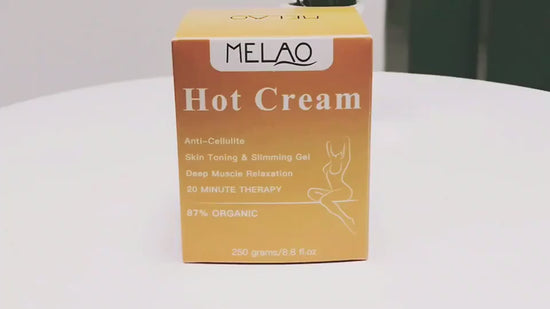 MELAO
MELAO
Hot Cream
Anti-Cellulite
Skin Toning & Slimming Gel
Deep Muscle Relaxation
20 MINUTE THERAPY
87% ORGANIC
250 grams/8.8 fl.oz